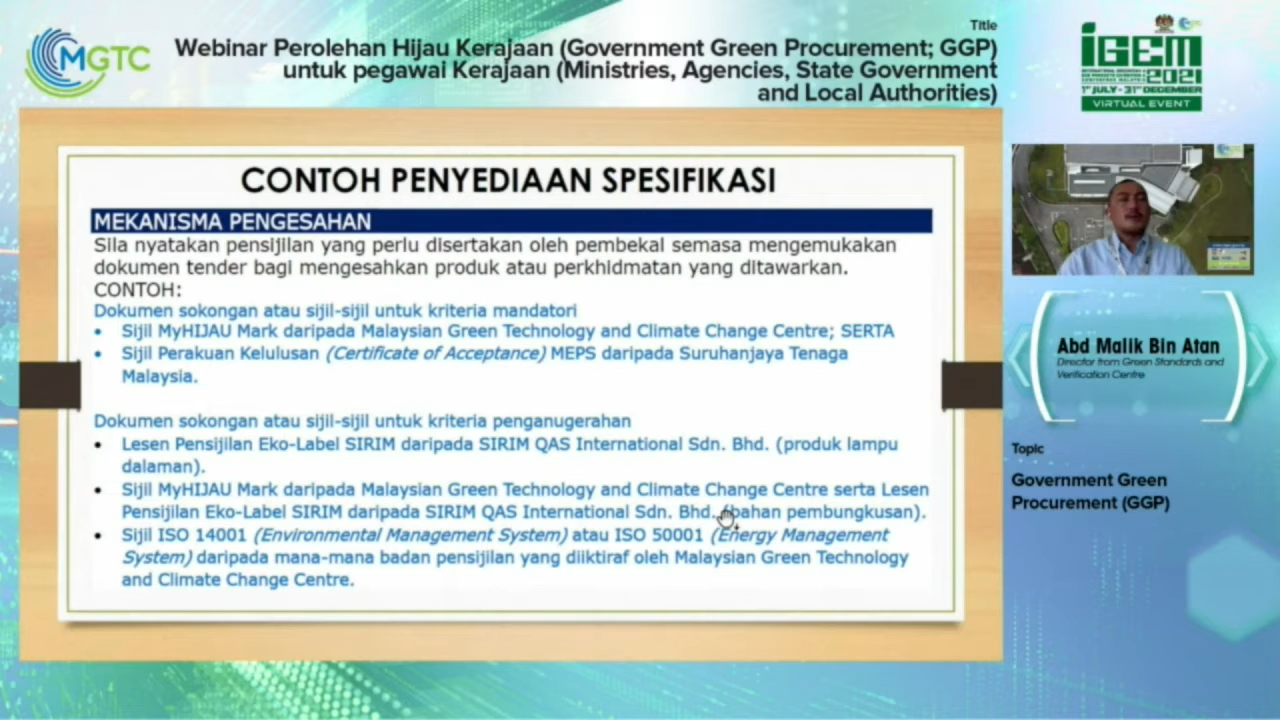 MGTC
Title
Webinar Perolehan Hijau Kerajaan (Government Green Procurement; GGP)
untuk pegawai Kerajaan (Ministries, Agencies, State Government
and Local Authorities)
iGEM
2021
1ST JULY - 31ST DECEMBER
VIRTUAL EVENT
CONTOH PENYEDIAAN SPESIFIKASI
MEKANISMA PENGESAHAN
Sila nyatakan pensijilan yang perlu disertakan oleh pembekal semasa mengemukakan
dokumen tender bagi mengesahkan produk atau perkhidmatan yang ditawarkan.
CONTOH:
Dokumen sokongan atau sijil-sijil untuk kriteria mandatori
• Sijil MyHIJAU Mark daripada Malaysian Green Technology and Climate Change Centre; SERTA
• Sijil Perakuan Kelulusan (Certificate of Acceptance) MEPS daripada Suruhanjaya Tenaga
Malaysia.
Dokumen sokongan atau sijil-sijil untuk kriteria penganugerahan
• Lesen Pensijilan Eko-Label SIRIM daripada SIRIM QAS International Sdn. Bhd. (produk lampu
dalaman).
• Sijil MyHIJAU Mark daripada Malaysian Green Technology and Climate Change Centre serta Lesen
Pensijilan Eko-Label SIRIM daripada SIRIM QAS International Sdn. Bhd. (bahan pembungkusan).
• Sijil ISO 14001 (Environmental Management System) atau ISO 50001 (Energy Management
System) daripada mana-mana badan pensijilan yang diiktiraf oleh Malaysian Green Technology
and Climate Change Centre.
Abd Malik Bin Atan
Director from Green Standards and
Verification Centre
Topic
Government Green
Procurement (GGP)